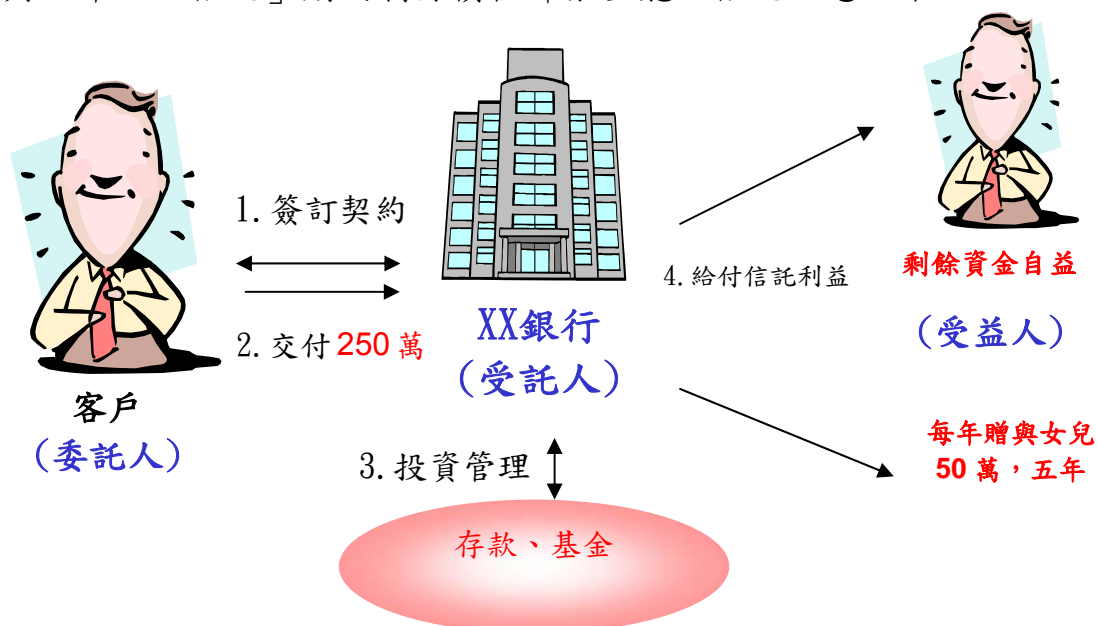 1.簽訂契約
2.交付250萬
客戶
(委託人)
XX銀行
(受託人)
3.投資管理
存款、基金
4.給付信託利益
剩餘資金自益
(受益人)
每年贈與女兒
50萬，五年